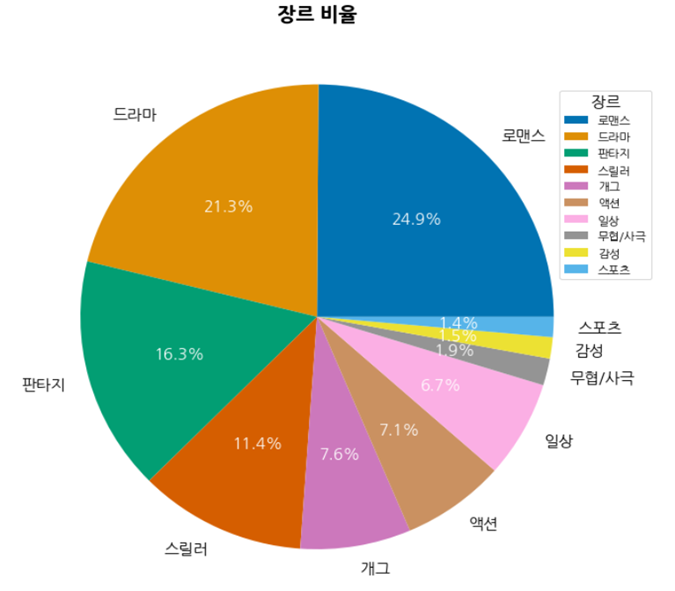 장르 비율
드라마
로맨스
21.3%
24.9%
장르
로맨스
드라마
판타지
스릴러
개그
액션
일상
무협/사극
감성
스포츠
판타지
16.3%
1.4%
스포츠
1.5%
감성
1.9%
무협/사극
6.7%
일상
11.4%
7.1%
7.6%
액션
스릴러
개그